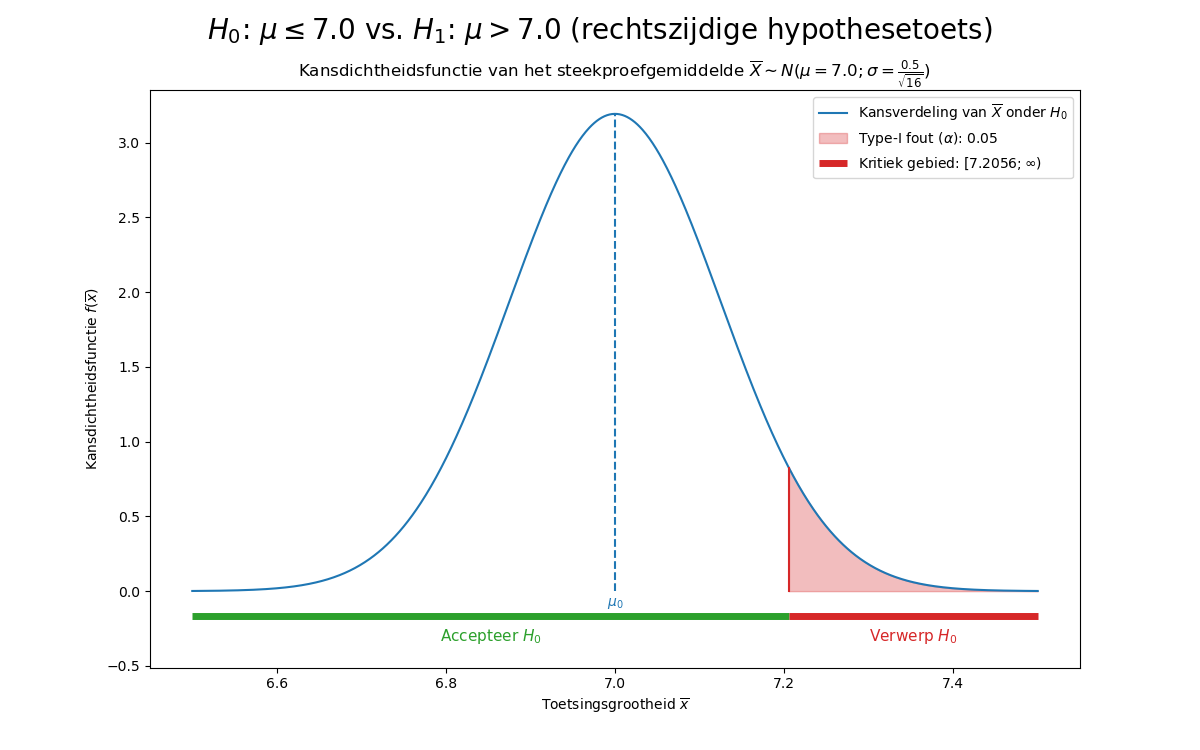 H₀: μ ≤ 7.0 vs. H₁: μ > 7.0 (rechtszijdige hypothesetoets)
Kansdichtheidsfunctie van het steekproefgemiddelde X̅ ~ N(μ = 7.0; σ = 0.5/√16)
Kansverdeling van X̅ onder H₀
Type-I fout (α): 0.05
Kritiek gebied: [7.2056; ∞)
Kansdichtheidsfunctie f(x̅)
3.0
2.5
2.0
1.5
1.0
0.5
0.0
−0.5
μ₀
Accepteer H₀
Verwerp H₀
6.6
6.8
7.0
7.2
7.4
Toetsingsgrootheid x̅